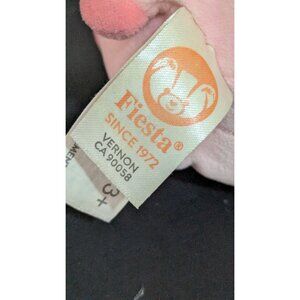 Fiesta®
SINCE 1972
VERNON
CA 90058
3+